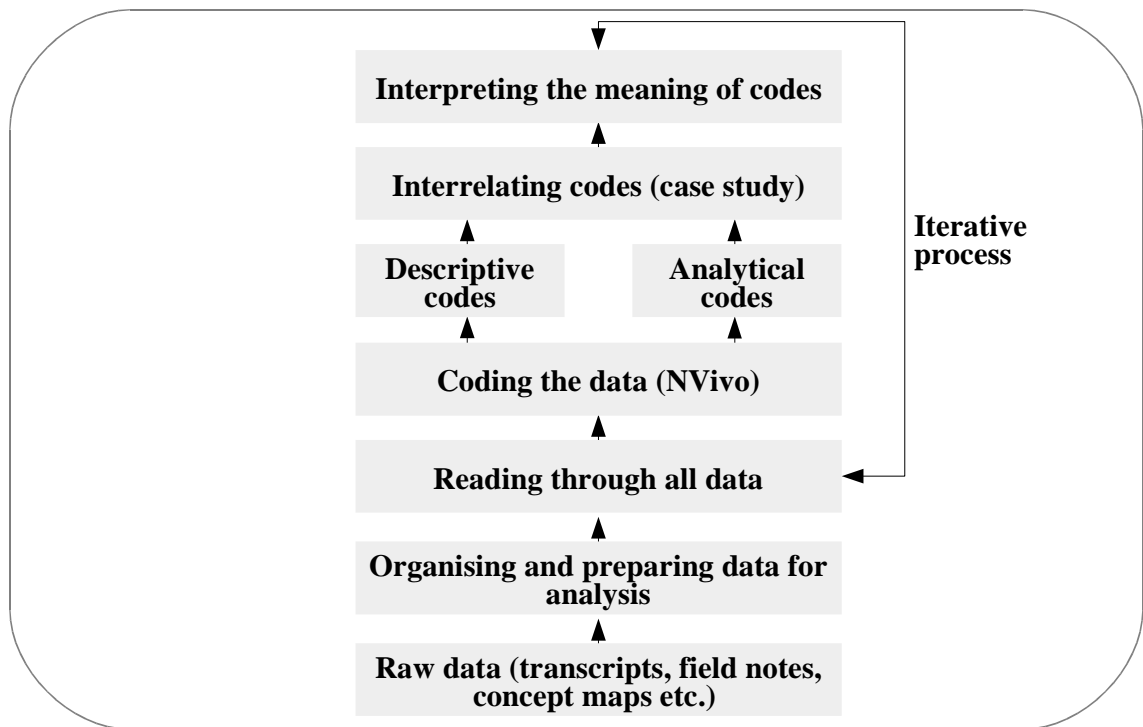 Interpreting the meaning of codes
Interrelating codes (case study)
Iterative
process
Descriptive
codes
Analytical
codes
Coding the data (NVivo)
Reading through all data
Organising and preparing data for
analysis
Raw data (transcripts, field notes,
concept maps etc.)